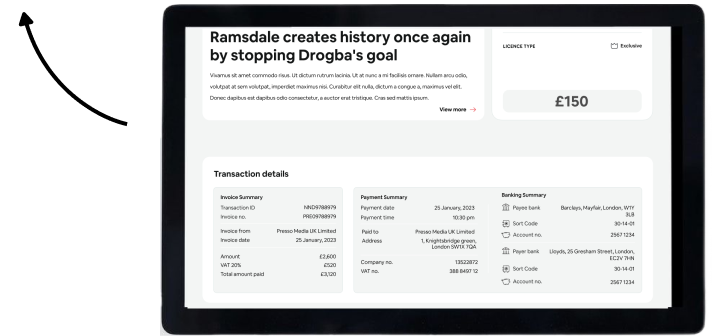 Ramsdale creates history once again
by stopping Drogba's goal
Vivamus sit amet commodo risus. Ut dictum rutrum lacinia. Ut at nunc a mi facilisis ornare. Nullam arcu odio,
volutpat at sem volutpat, imperdiet maximus nisi. Curabitur elit nulla, dictum a congue a, maximus vel elit.
Donec dapibus est dapibus odio consectetur, a auctor erat tristique. Cras sed mattis ipsum.
View more →
LICENCE TYPE Exclusive
£150
Transaction details
Invoice Summary
Transaction ID NND9788979
Invoice no. PRE09788979
Invoice from Presso Media UK Limited
Invoice date 25 January, 2023
Amount £2,600
VAT 20% £520
Total amount paid £3,120
Payment Summary
Payment date 25 January, 2023
Payment time 10:30 pm
Paid to Presso Media UK Limited
Address 1, Knightsbridge green,
London SW1X 7QA
Company no. 13522872
VAT no. 388 8497 12
Banking Summary
Payee bank Barclays, Mayfair, London, W1Y
3LB
Sort Code 30-14-01
Account no. 2567 1234
Payer bank Lloyds, 25 Gresham Street, London,
EC2V 7HN
Sort Code 30-14-01
Account no. 2567 1234